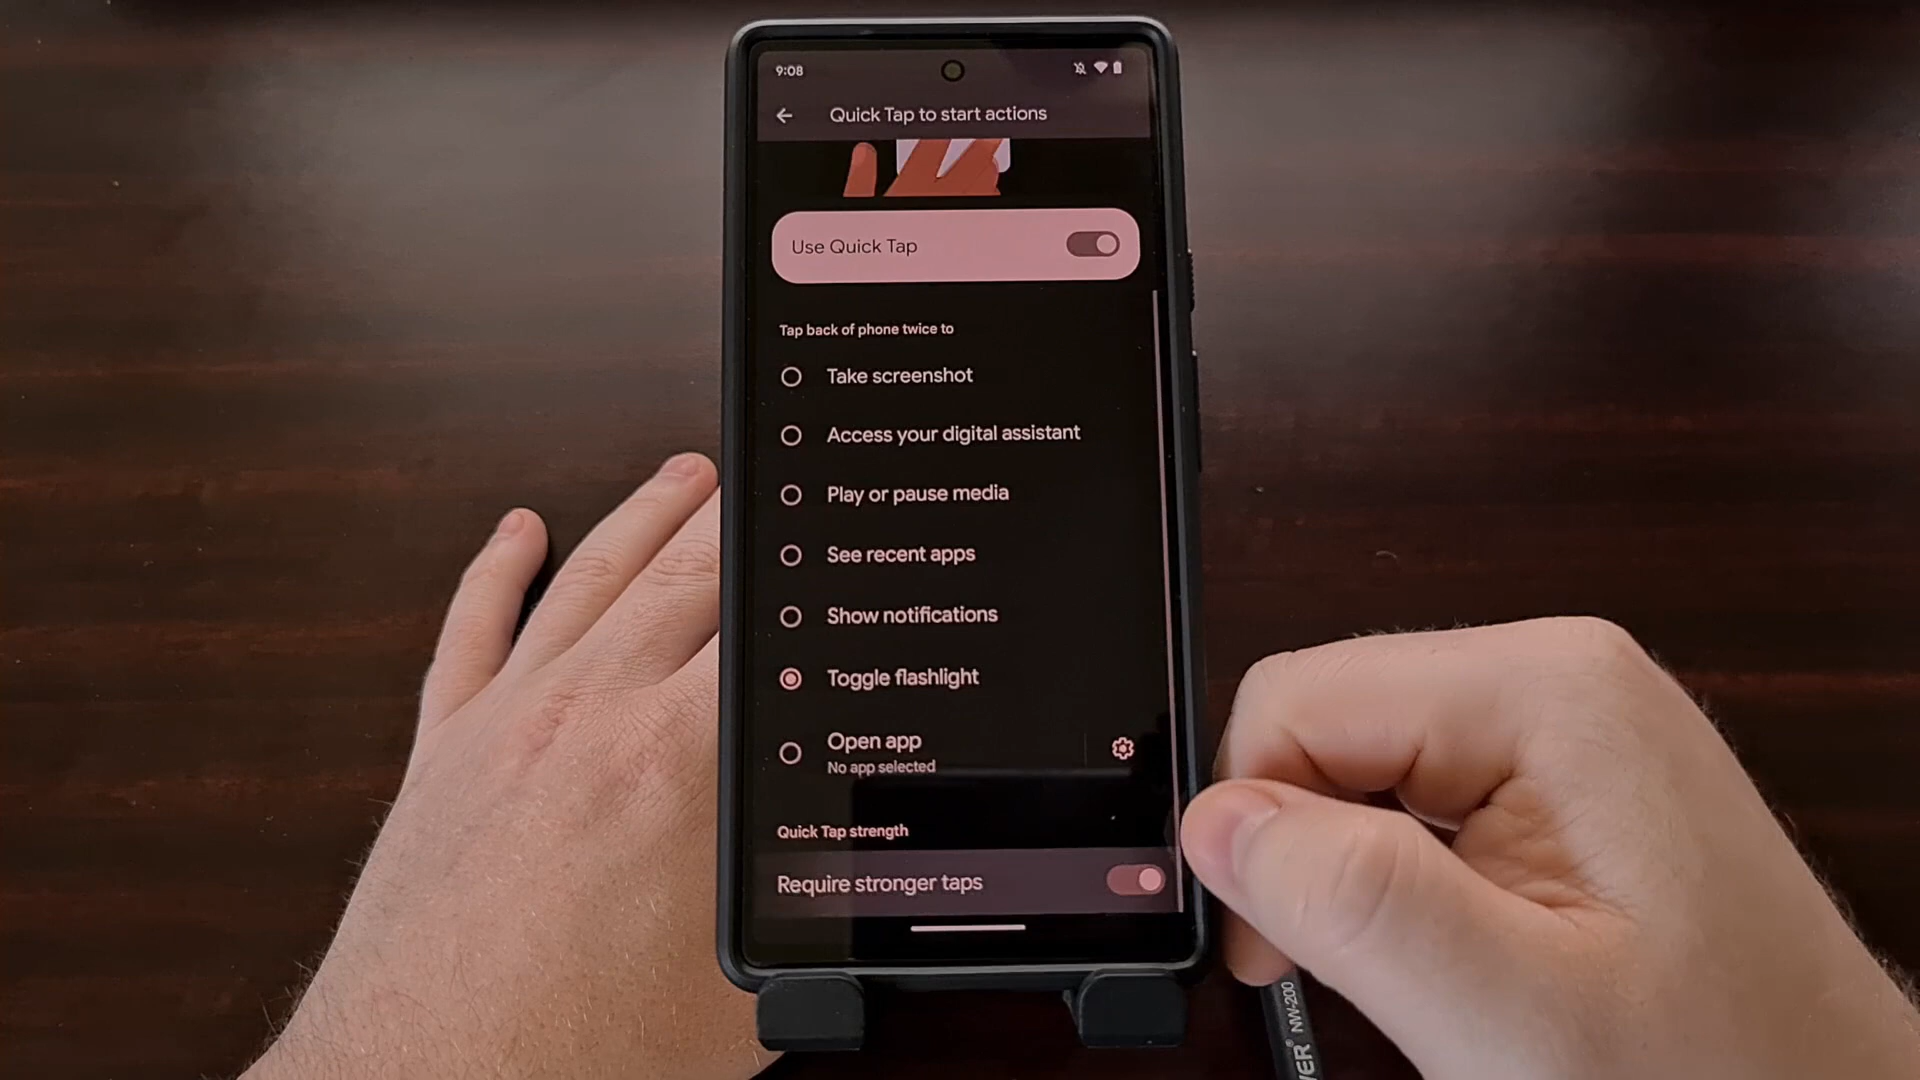 9:08
Quick Tap to start actions
Use Quick Tap
Tap back of phone twice to
Take screenshot
Access your digital assistant
Play or pause media
See recent apps
Show notifications
Toggle flashlight
Open app
No app selected
Quick Tap strength
Require stronger taps
NW-200